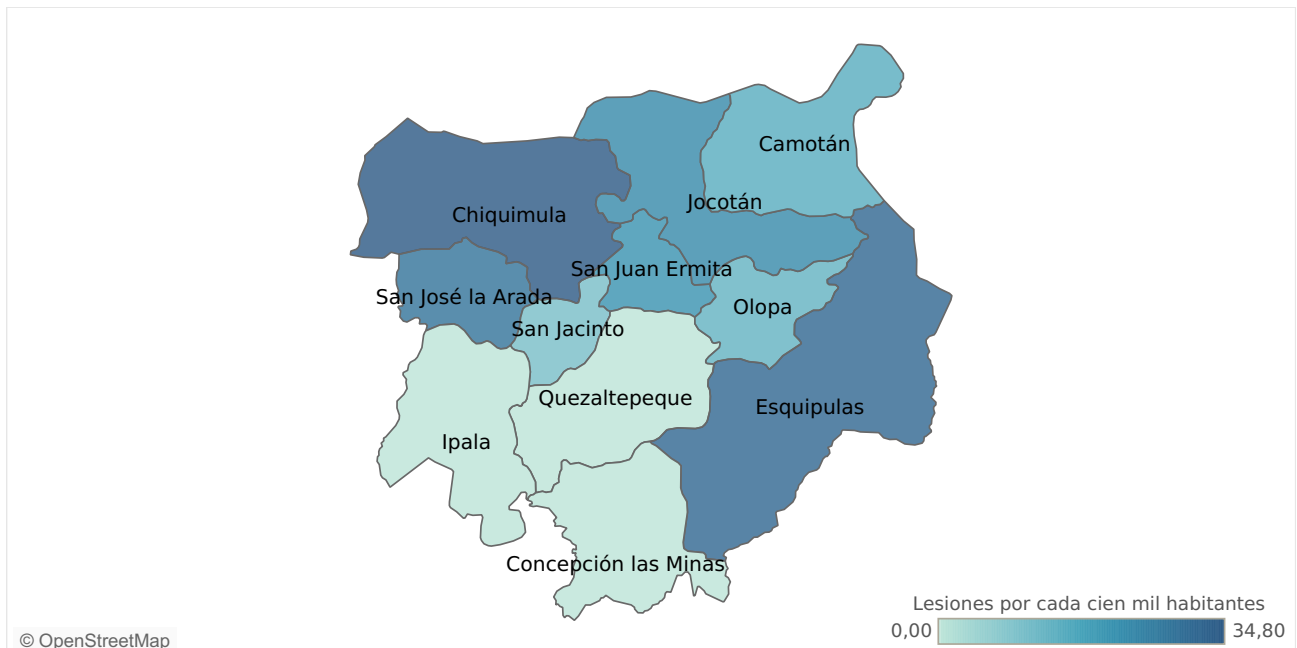 Camotán
Jocotán
Chiquimula
San Juan Ermita
San José la Arada
Olopa
San Jacinto
Quezaltepeque
Esquipulas
Ipala
Concepción las Minas
Lesiones por cada cien mil habitantes
0,00 34,80
© OpenStreetMap